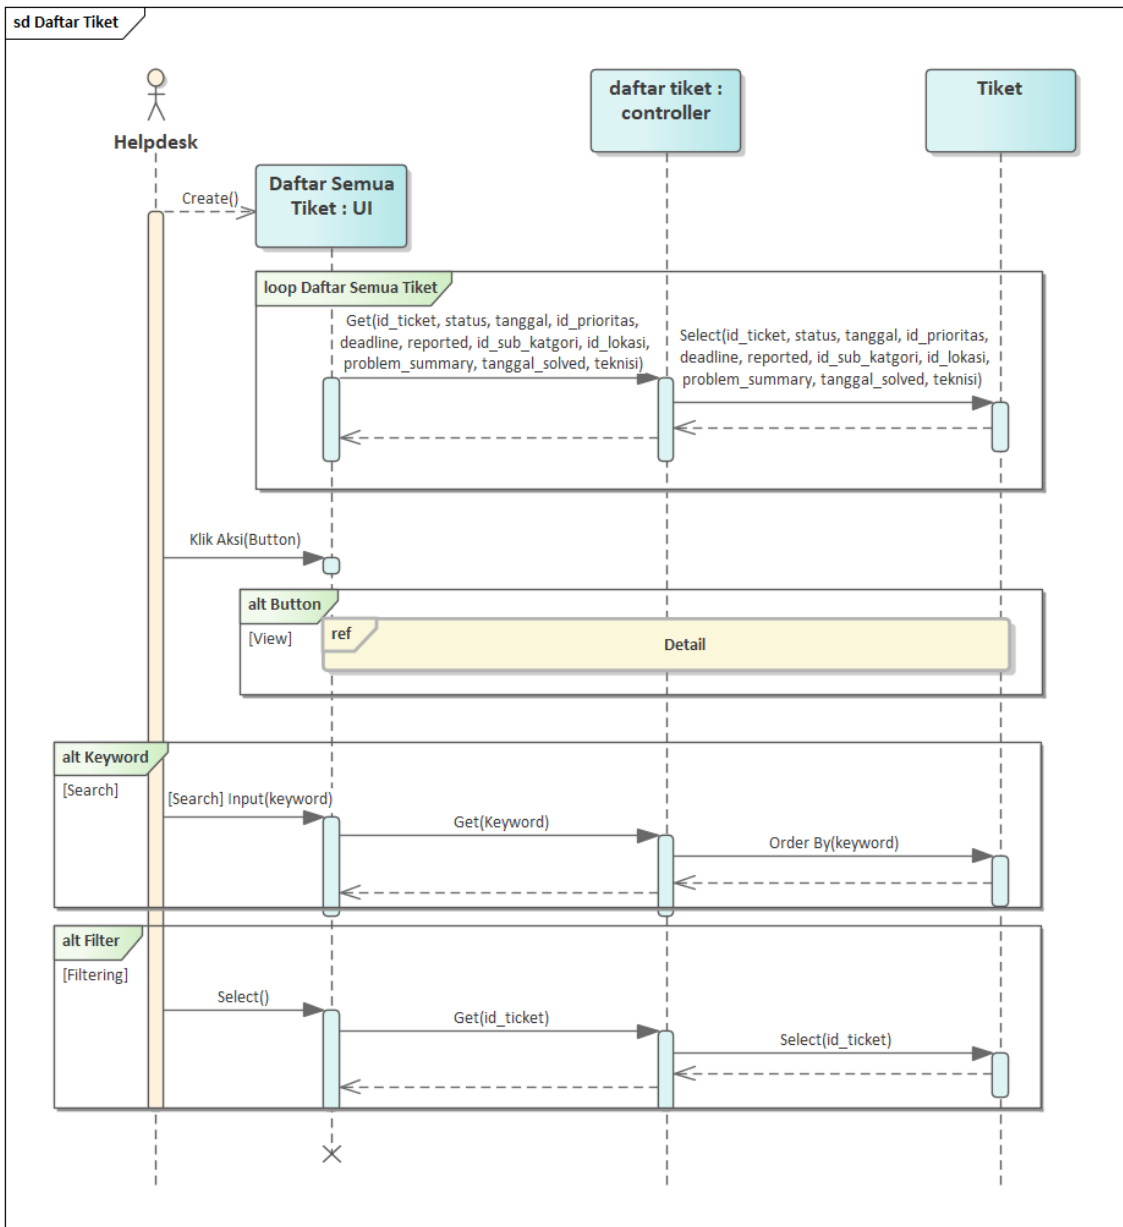 sd Daftar Tiket
Helpdesk
daftar tiket :
controller
Tiket
Daftar Semua
Tiket : UI
Create()
loop Daftar Semua Tiket
Get(id_ticket, status, tanggal, id_prioritas,
deadline, reported, id_sub_katgori, id_lokasi,
problem_summary, tanggal_solved, teknisi)
Select(id_ticket, status, tanggal, id_prioritas,
deadline, reported, id_sub_katgori, id_lokasi,
problem_summary, tanggal_solved, teknisi)
Klik Aksi(Button)
alt Button
[View]
ref
Detail
alt Keyword
[Search]
[Search] Input(keyword)
Get(Keyword)
Order By(keyword)
alt Filter
[Filtering]
Select()
Get(id_ticket)
Select(id_ticket)